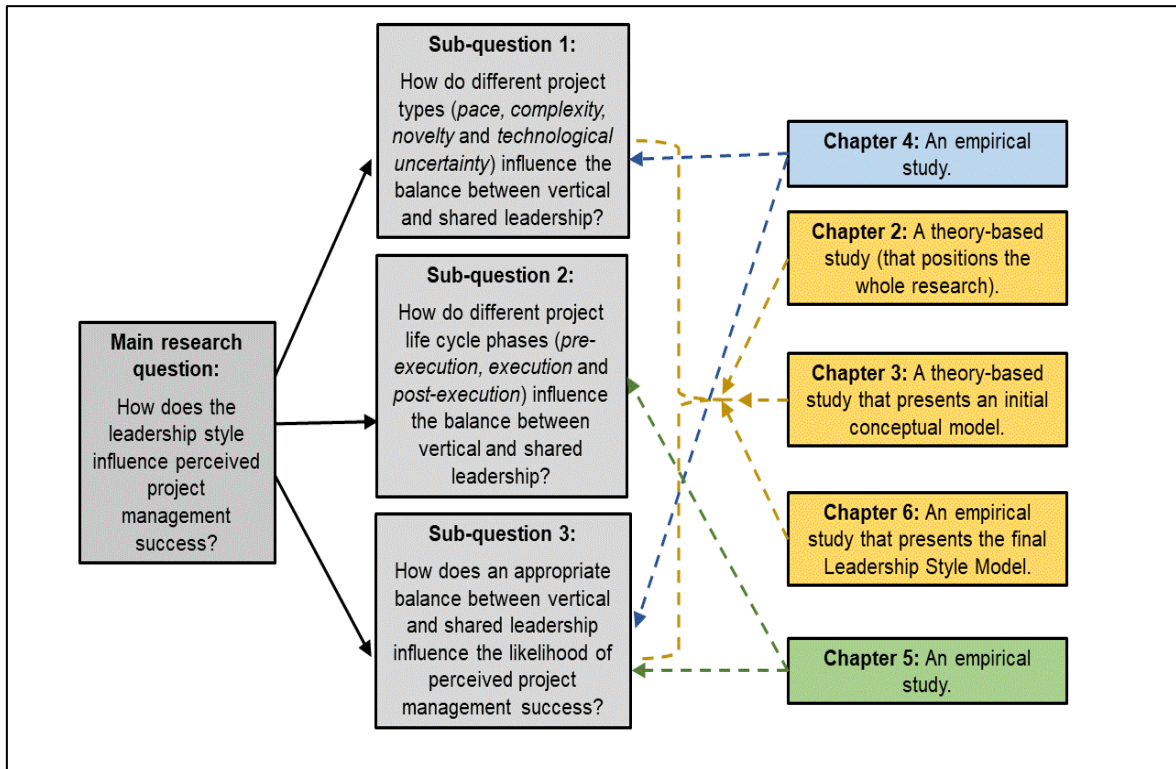 Main research
question:
How does the
leadership style
influence perceived
project
management
success?
Sub-question 1:
How do different project
types (pace, complexity,
novelty and technological
uncertainty) influence the
balance between vertical
and shared leadership?
Sub-question 2:
How do different project
life cycle phases (pre-
execution, execution and
post-execution) influence
the balance between
vertical and shared
leadership?
Sub-question 3:
How does an appropriate
balance between vertical
and shared leadership
influence the likelihood of
perceived project
management success?
Chapter 4: An empirical
study.
Chapter 2: A theory-based
study (that positions the
whole research).
Chapter 3: A theory-based
study that presents an initial
conceptual model.
Chapter 6: An empirical
study that presents the final
Leadership Style Model.
Chapter 5: An empirical
study.